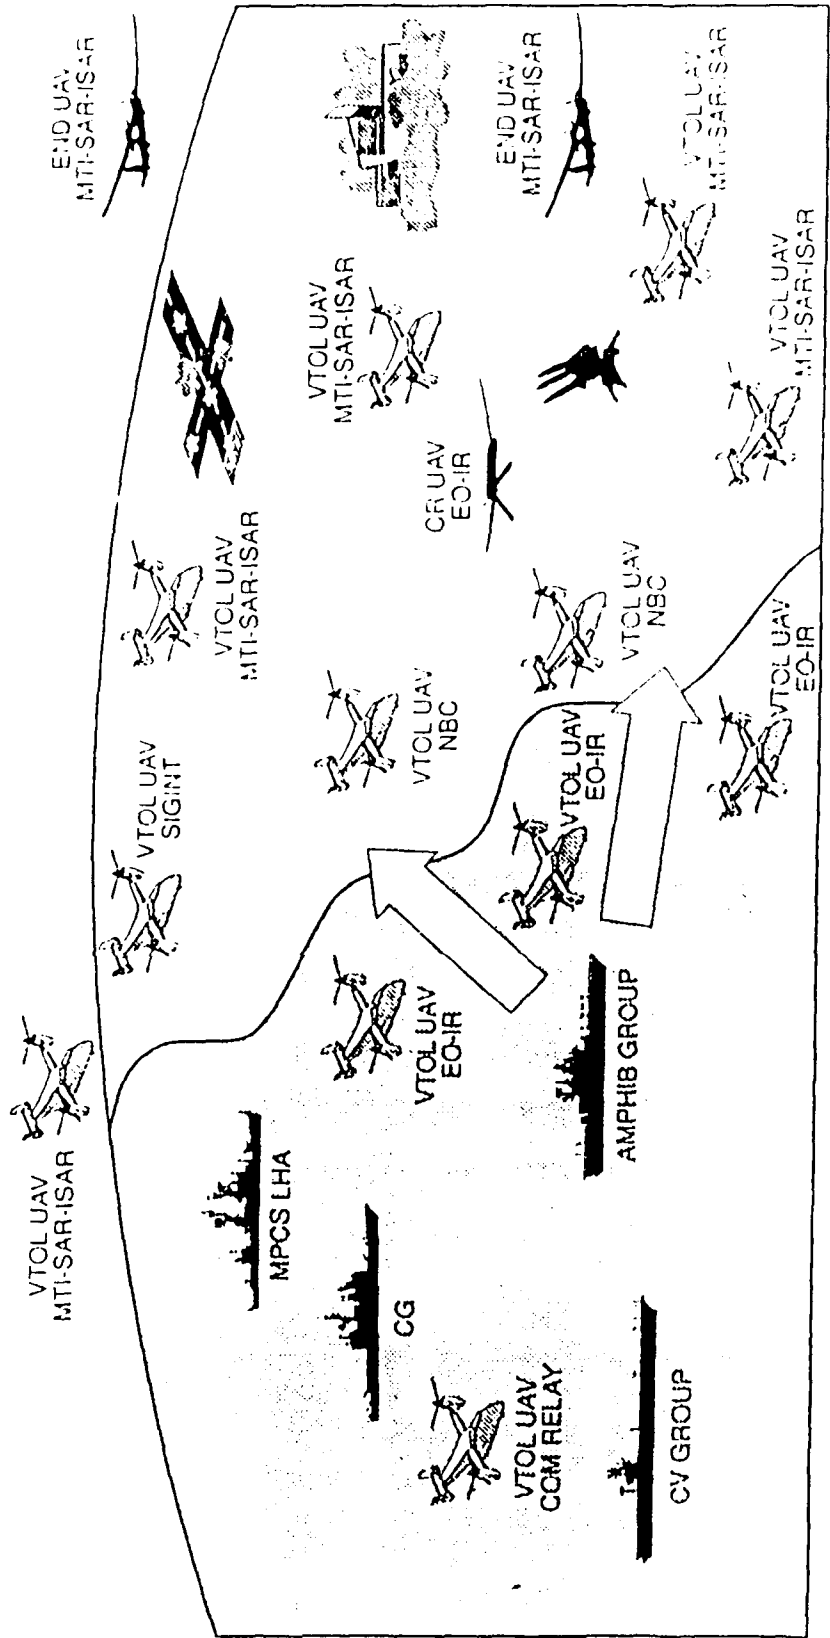 VTOL UAV
MTI-SAR-ISAR
VTOL UAV
SIGINT
VTOL UAV
MTI-SAR-ISAR
END UAV
MTI-SAR-ISAR
MPCS LHA
CG
VTOL UAV
EO-IR
VTOL UAV
NBC
VTOL UAV
MTI-SAR-ISAR
CR UAV
EO-IR
VTOL UAV
COM RELAY
VTOL UAV
EO-IR
VTOL UAV
NBC
END UAV
MTI-SAR-ISAR
AMPHIB GROUP
CV GROUP
VTOL UAV
EO-IR
VTOL UAV
MTI-SAR-ISAR
VTOL UAV
MTI-SAR-ISAR